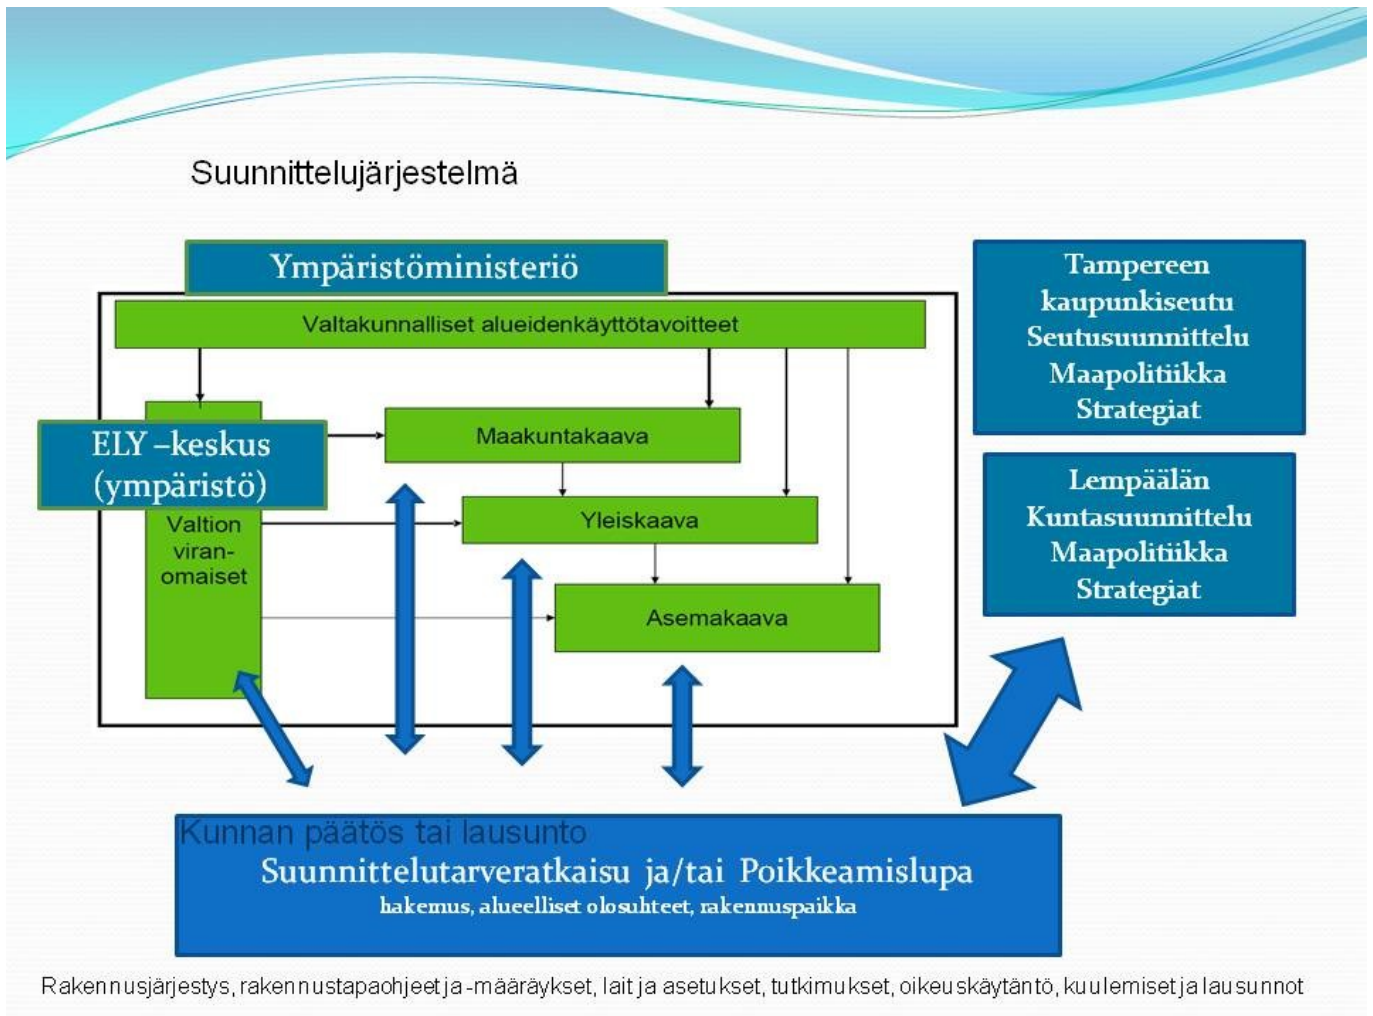 Suunnittelujärjestelmä
Ympäristöministeriö
Valtakunnalliset alueidenkäyttötavoitteet
ELY –keskus
(ympäristö)
Valtion
viran-
omaiset
Maakuntakaava
Yleiskaava
Asemakaava
Tampereen
kaupunkiseutu
Seutusuunnittelu
Maapolitiikka
Strategiat
Lempäälän
Kuntasuunnittelu
Maapolitiikka
Strategiat
Kunnan päätös tai lausunto
Suunnittelutarveratkaisu ja/tai Poikkeamislupa
hakemus, alueelliset olosuhteet, rakennuspaikka
Rakennusjärjestys, rakennustapaohjeet ja -määräykset, lait ja asetukset, tutkimukset, oikeuskäytäntö, kuulemiset ja lausunnot